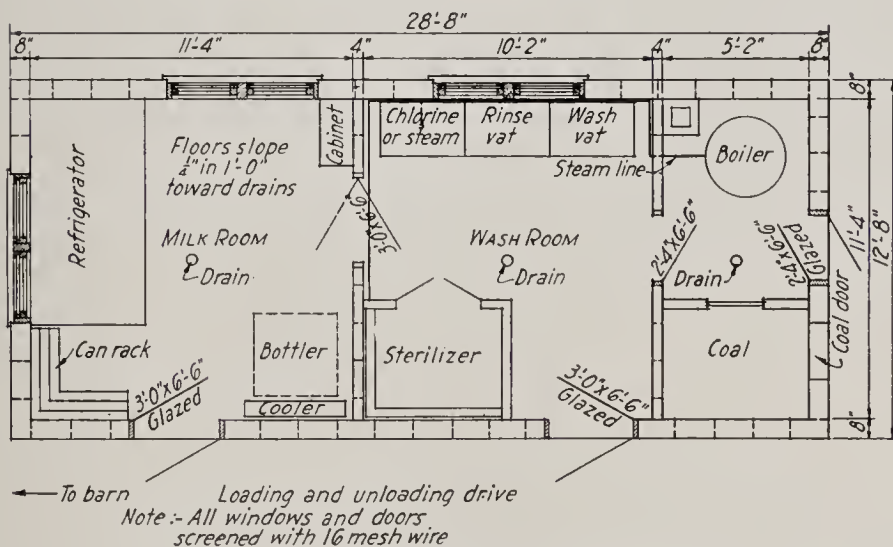 28'-8"
8" 11'-4" 4" 10'-2" 4" 5'-2" 8"
8"
Refrigerator
Floors slope
1/4" in 1'-0"
toward drains
Cabinet
Chlorine
or steam
Rinse
vat
Wash
vat
Steam line
Boiler
3'-0"x6'-6"
MILK ROOM
Drain
WASH ROOM
Drain
2'-4"x6'-6"
Drain
2'-4"x6'-6"
Glazed
11'-4"
12'-8"
Can rack
3'-0"x6'-6"
Glazed
Bottler
Cooler
Sterilizer
3'-0"x6'-6"
Glazed
Coal
Coal door
8"
To barn
Loading and unloading drive
Note:- All windows and doors
screened with 16 mesh wire